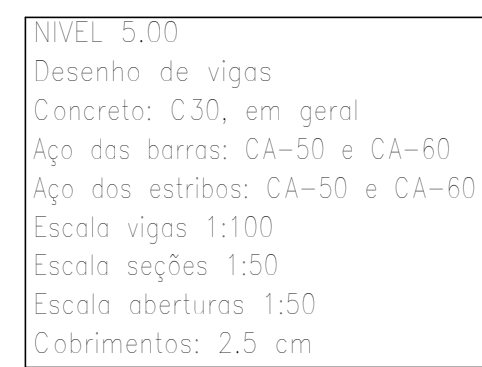 NIVEL 5.00
Desenho de vigas
Concreto: C30, em geral
Aço das barras: CA-50 e CA-60
Aço dos estribos: CA-50 e CA-60
Escala vigas 1:100
Escala seções 1:50
Escala aberturas 1:50
Cobrimentos: 2.5 cm